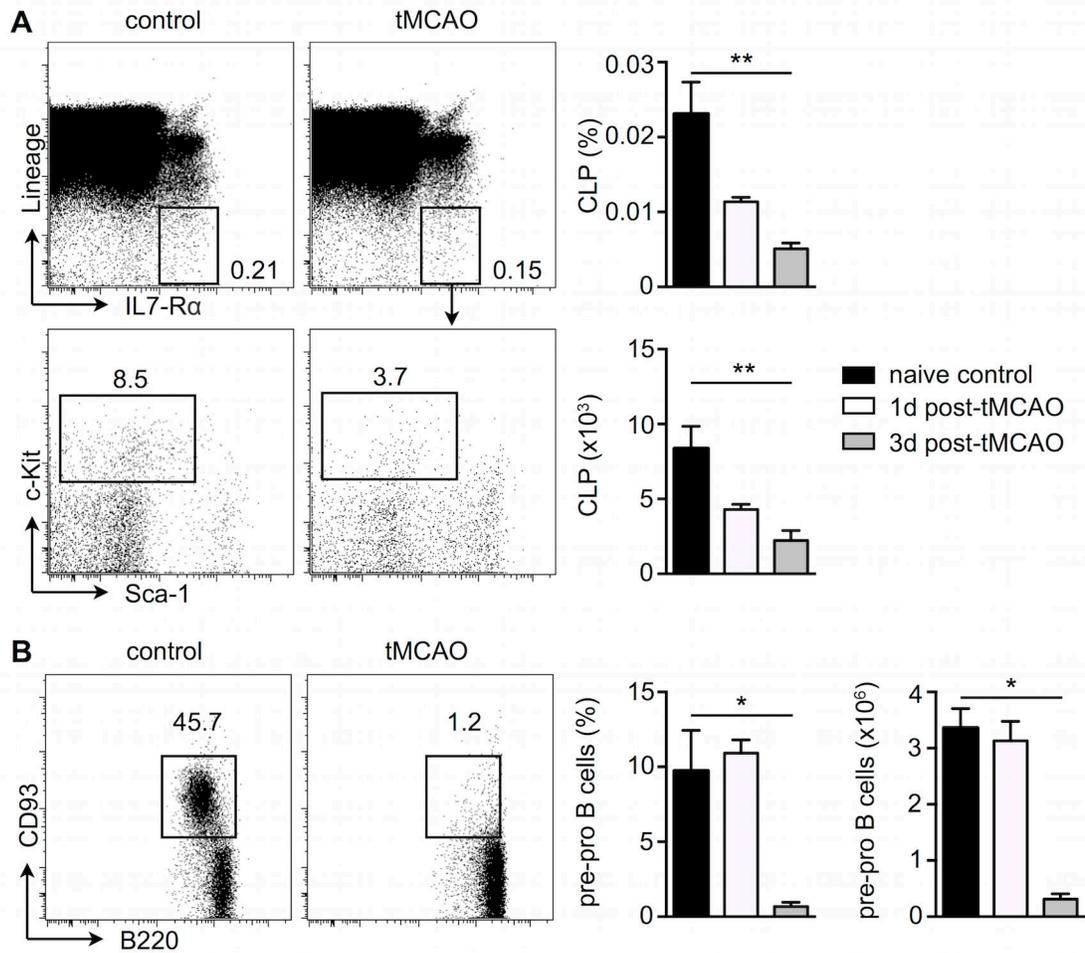 A
control
tMCAO
Lineage
IL7-Rα
0.21
0.15
CLP (%)
0.03
0.02
0.01
0
**
c-Kit
Sca-1
8.5
3.7
CLP (x10³)
15
10
5
0
**
naive control
1d post-tMCAO
3d post-tMCAO
B
control
tMCAO
CD93
B220
45.7
1.2
pre-pro B cells (%)
15
10
5
0
*
pre-pro B cells (x10⁶)
4
3
2
1
0
*